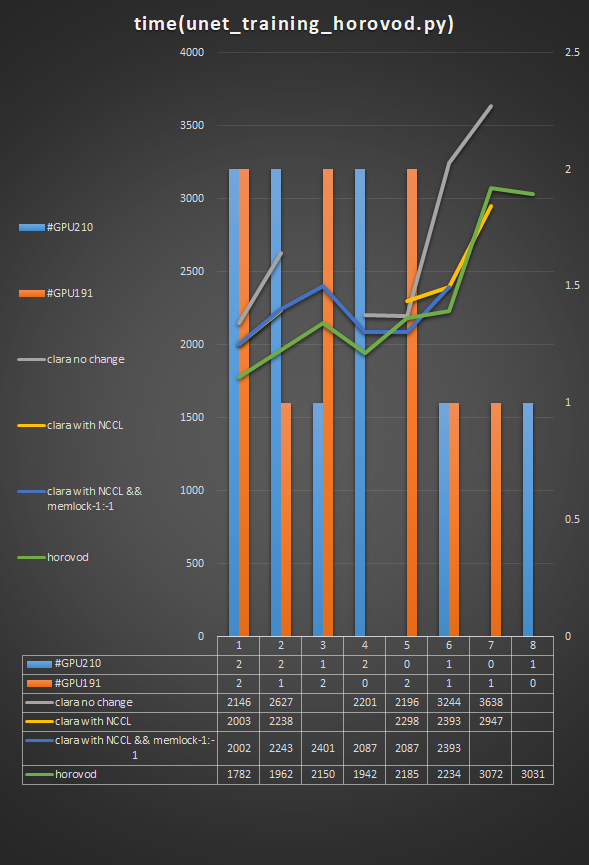 time(unet_training_horovod.py)
4000
3500
3000
2500
2000
1500
1000
500
0
2.5
2
1.5
1
0.5
0
#GPU210
#GPU191
clara no change
clara with NCCL
clara with NCCL &&
memlock-1:-1
horovod
1 2 3 4 5 6 7 8
#GPU210 2 2 1 2 0 1 0 1
#GPU191 2 1 2 0 2 1 1 0
clara no change 2146 2627 2201 2196 3244 3638
clara with NCCL 2003 2238 2298 2393 2947
clara with NCCL && memlock-1:-
1 2002 2243 2401 2087 2087 2393
horovod 1782 1962 2150 1942 2185 2234 3072 3031